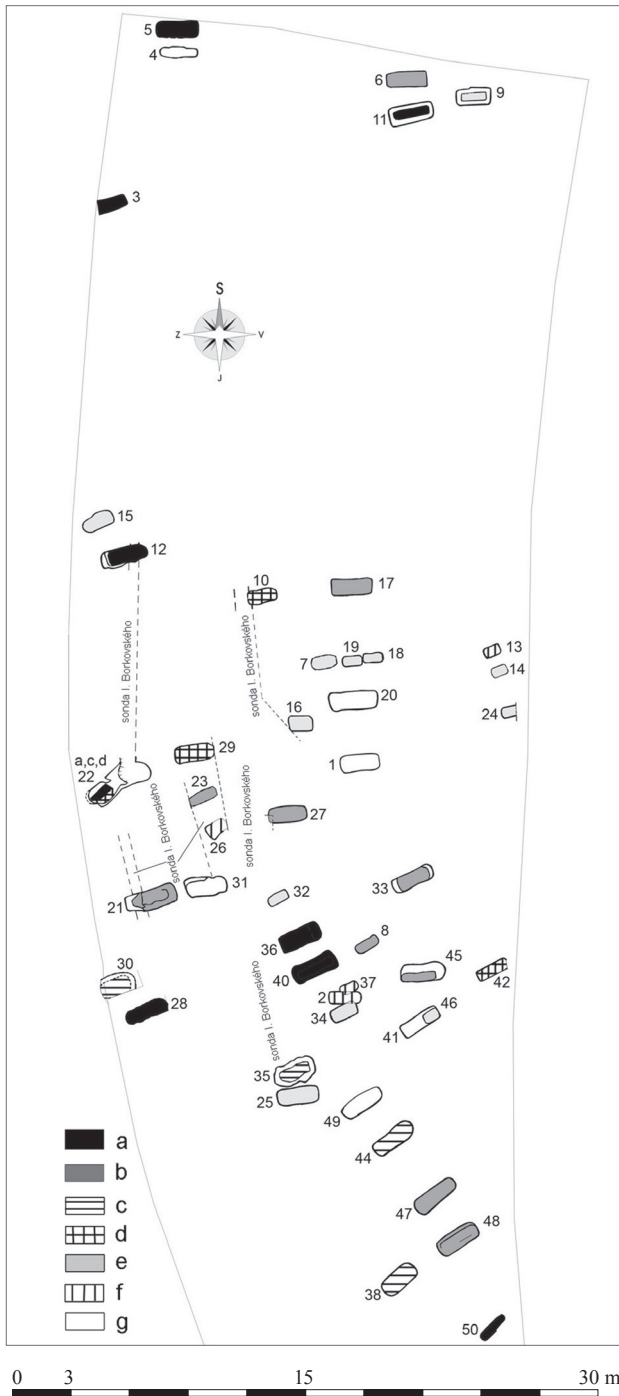 5
4
6
9
11
3
S
Z V
J
15
12
10
17
sonda I. Borkovského
sonda I. Borkovského
7 19 18
13
14
16
20
24
29
1
a,c,d
22
23
26
27
sonda I. Borkovského
sonda I. Borkovského
21
31
32
33
36
8
40
45
42
30
28
37
2
34
46
41
sonda I. Borkovského
35
25
49
44
47
48
38
50
a
b
c
d
e
f
g
0 3 15 30 m